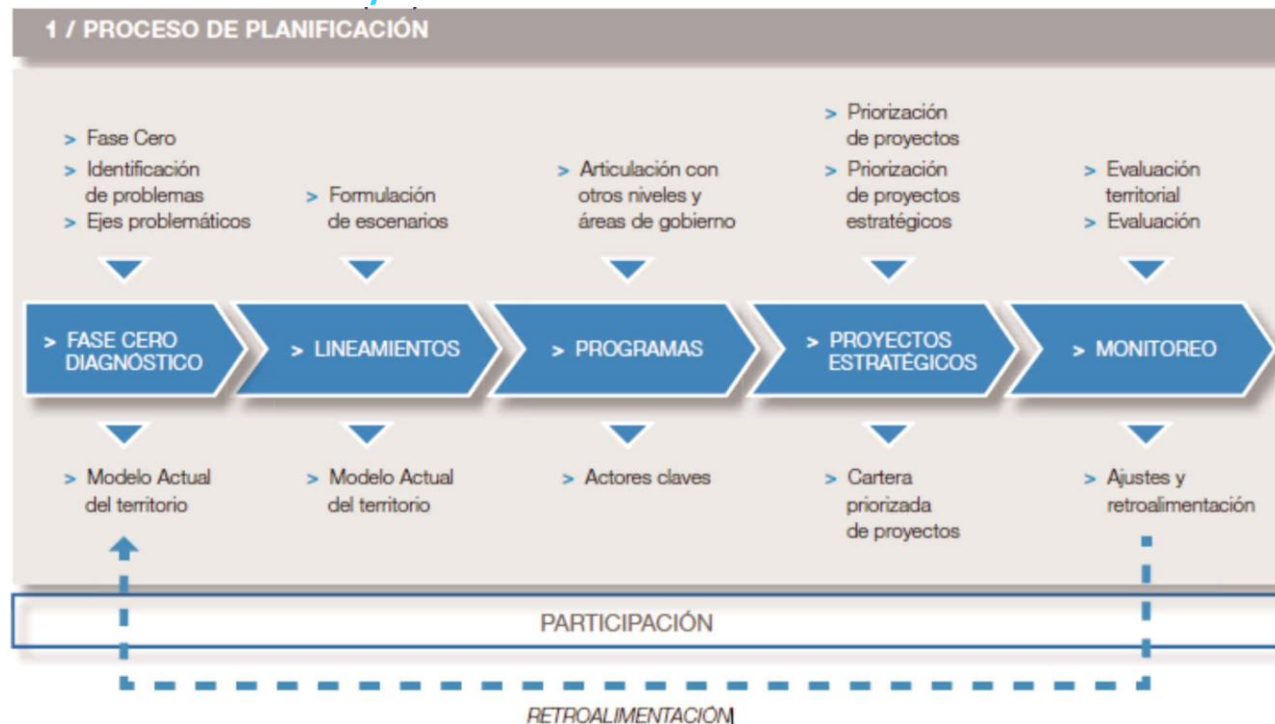 1 / PROCESO DE PLANIFICACIÓN
> Fase Cero
> Identificación
de problemas
> Ejes problemáticos
> Formulación
de escenarios
> Articulación con
otros niveles y
áreas de gobierno
> Priorización
de proyectos
> Priorización
de proyectos
estratégicos
> Evaluación
territorial
> Evaluación
> FASE CERO
DIAGNÓSTICO
> LINEAMIENTOS
> PROGRAMAS
> PROYECTOS
ESTRATÉGICOS
> MONITOREO
> Modelo Actual
del territorio
> Modelo Actual
del territorio
> Actores claves
> Cartera
priorizada
de proyectos
> Ajustes y
retroalimentación
PARTICIPACIÓN
RETROALIMENTACIÓN